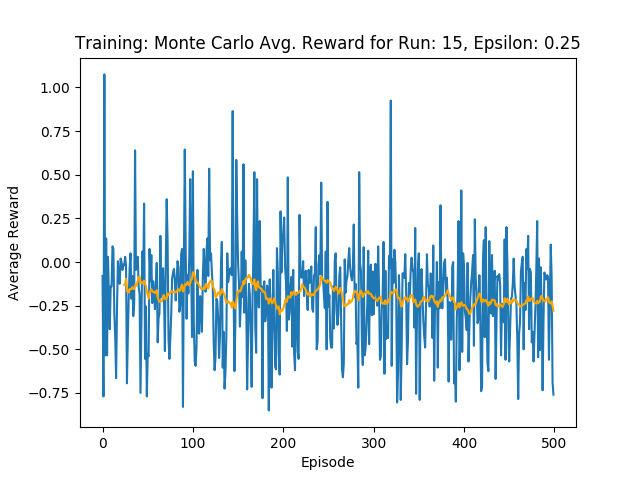 Training: Monte Carlo Avg. Reward for Run: 15, Epsilon: 0.25
1.00
0.75
0.50
0.25
0.00
−0.25
−0.50
−0.75
Average Reward
0 100 200 300 400 500
Episode